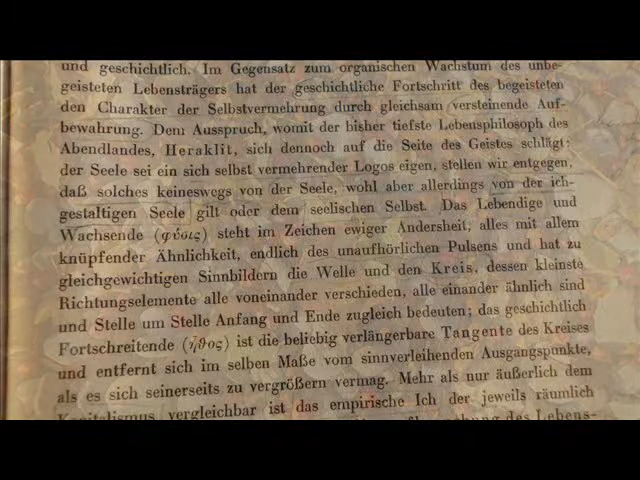 und geschichtlich. Im Gegensatz zum organischen Wachstum des unbe-
geisteten Lebensträgers hat der geschichtliche Fortschritt des begeisteten
den Charakter der Selbstvermehrung durch gleichsam versteinende Auf-
bewahrung. Dem Ausspruch, womit der bisher tiefste Lebensphilosoph des
Abendlandes, Heraklit, sich dennoch auf die Seite des Geistes schlägt:
der Seele sei ein sich selbst vermehrender Logos eigen, stellen wir entgegen,
daß solches keineswegs von der Seele, wohl aber allerdings von der ich-
gestaltigen Seele gilt oder dem seelischen Selbst. Das Lebendige und
Wachsende (φύσις) steht im Zeichen ewiger Andersheit, alles mit allem
knüpfender Ähnlichkeit, endlich des unaufhörlichen Pulsens und hat zu
gleichgewichtigen Sinnbildern die Welle und den Kreis, dessen kleinste
Richtungselemente alle voneinander verschieden, alle einander ähnlich sind
und Stelle um Stelle Anfang und Ende zugleich bedeuten; das geschichtlich
Fortschreitende (ἦθος) ist die beliebig verlängerbare Tangente des Kreises
und entfernt sich im selben Maße vom sinnverleihenden Ausgangspunkte,
als es sich seinerseits zu vergrößern vermag. Mehr als nur äußerlich dem
Kapitalismus vergleichbar ist das empirische Ich der jeweils räumlich
des Lebens-